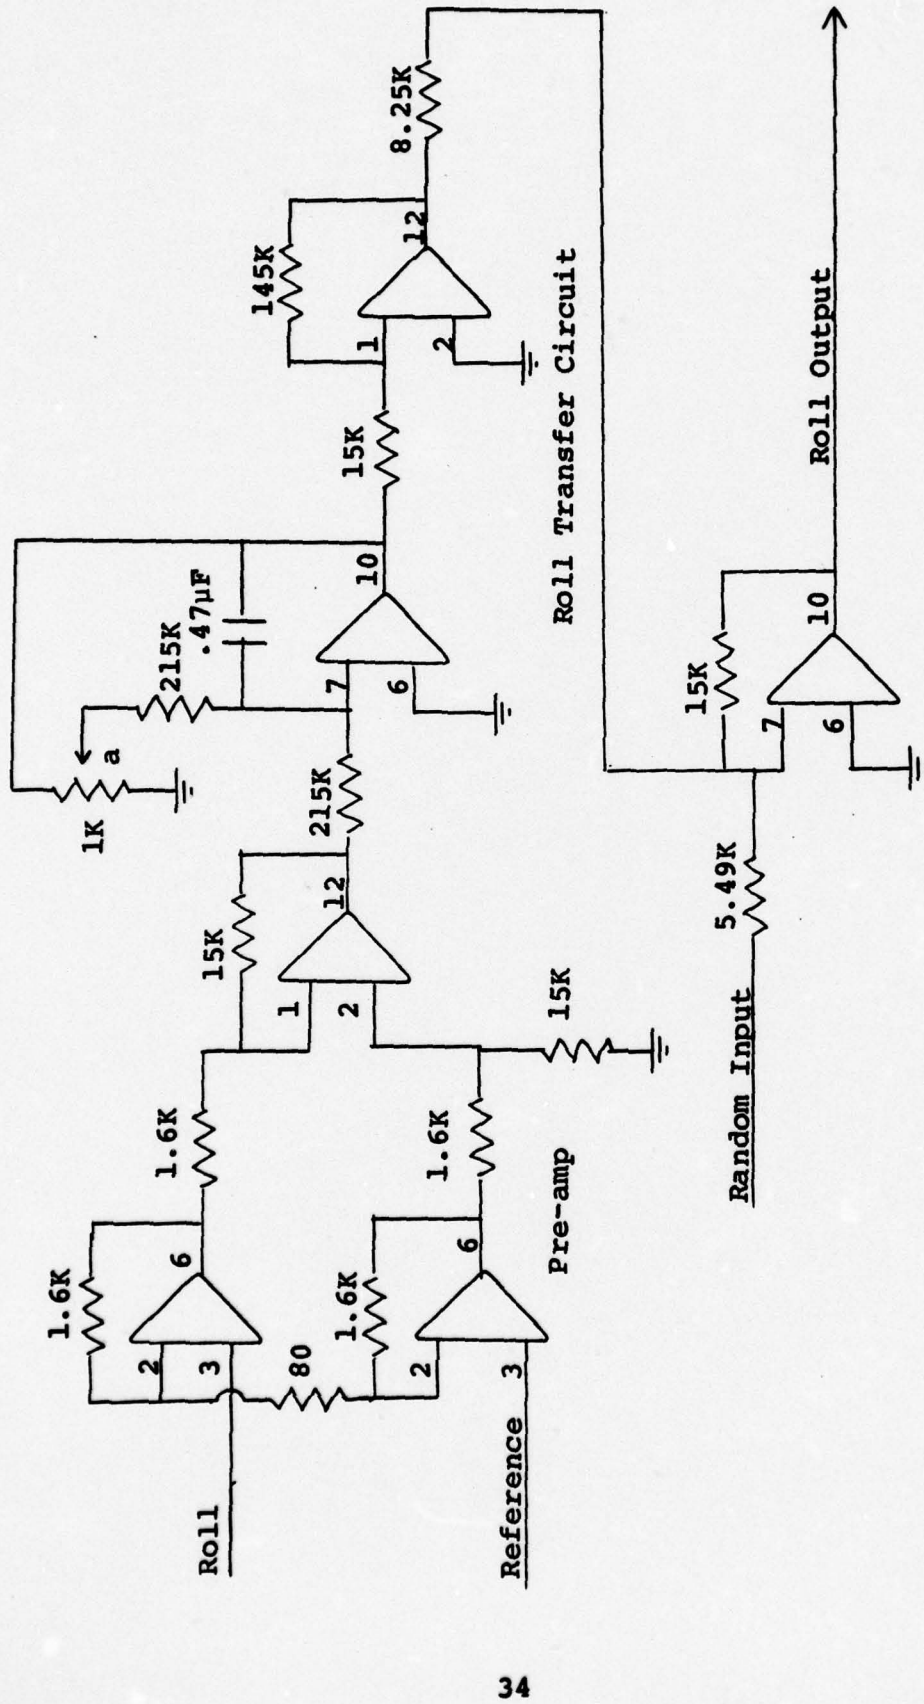 Roll
Reference
1.6K
2
3
6
80
1.6K
2
3
6
1.6K
1.6K
Pre-amp
15K
1
2
12
15K
215K
1K
a
215K
.47µF
7
6
10
15K
145K
1
2
12
8.25K
Roll Transfer Circuit
Random Input
5.49K
15K
7
6
10
Roll Output
34